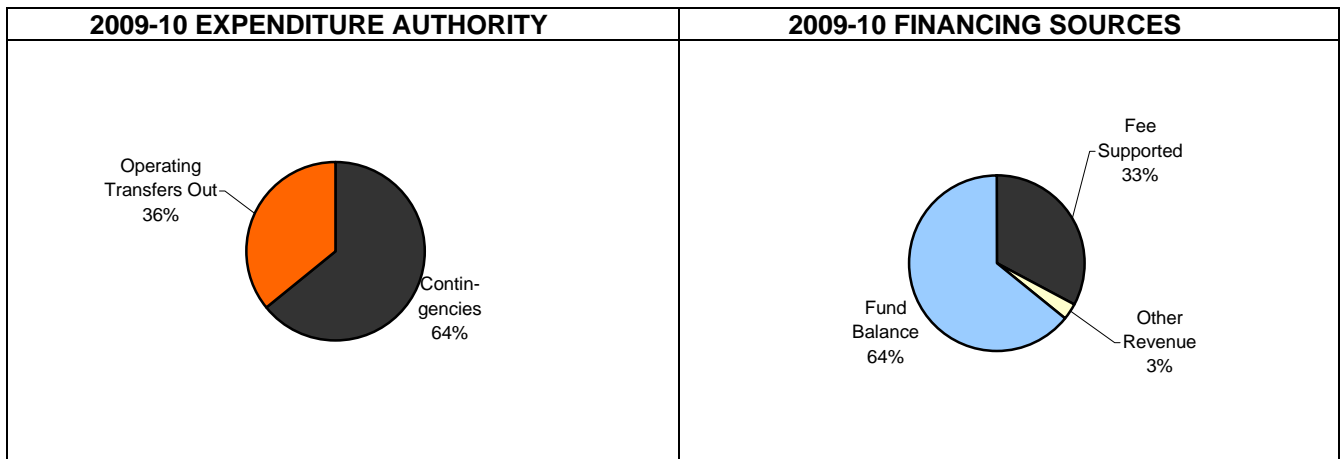 2009-10 EXPENDITURE AUTHORITY
Operating
Transfers Out
36%
Contin-
gencies
64%
2009-10 FINANCING SOURCES
Fee
Supported
33%
Fund
Balance
64%
Other
Revenue
3%